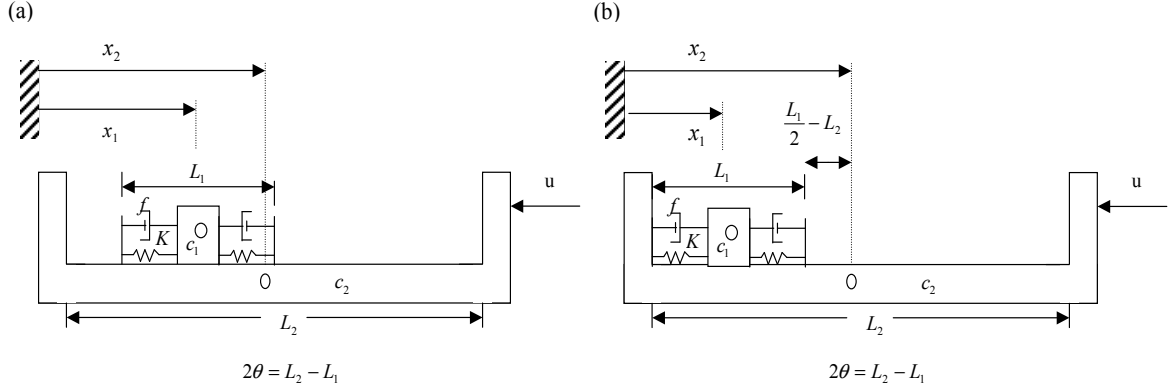 (a)
x₂
x₁
L₁
f
K
c₁
c₂
u
L₂
2θ = L₂ − L₁
(b)
x₂
x₁
L₁/2 − L₂
L₁
f
K
c₁
c₂
u
L₂
2θ = L₂ − L₁